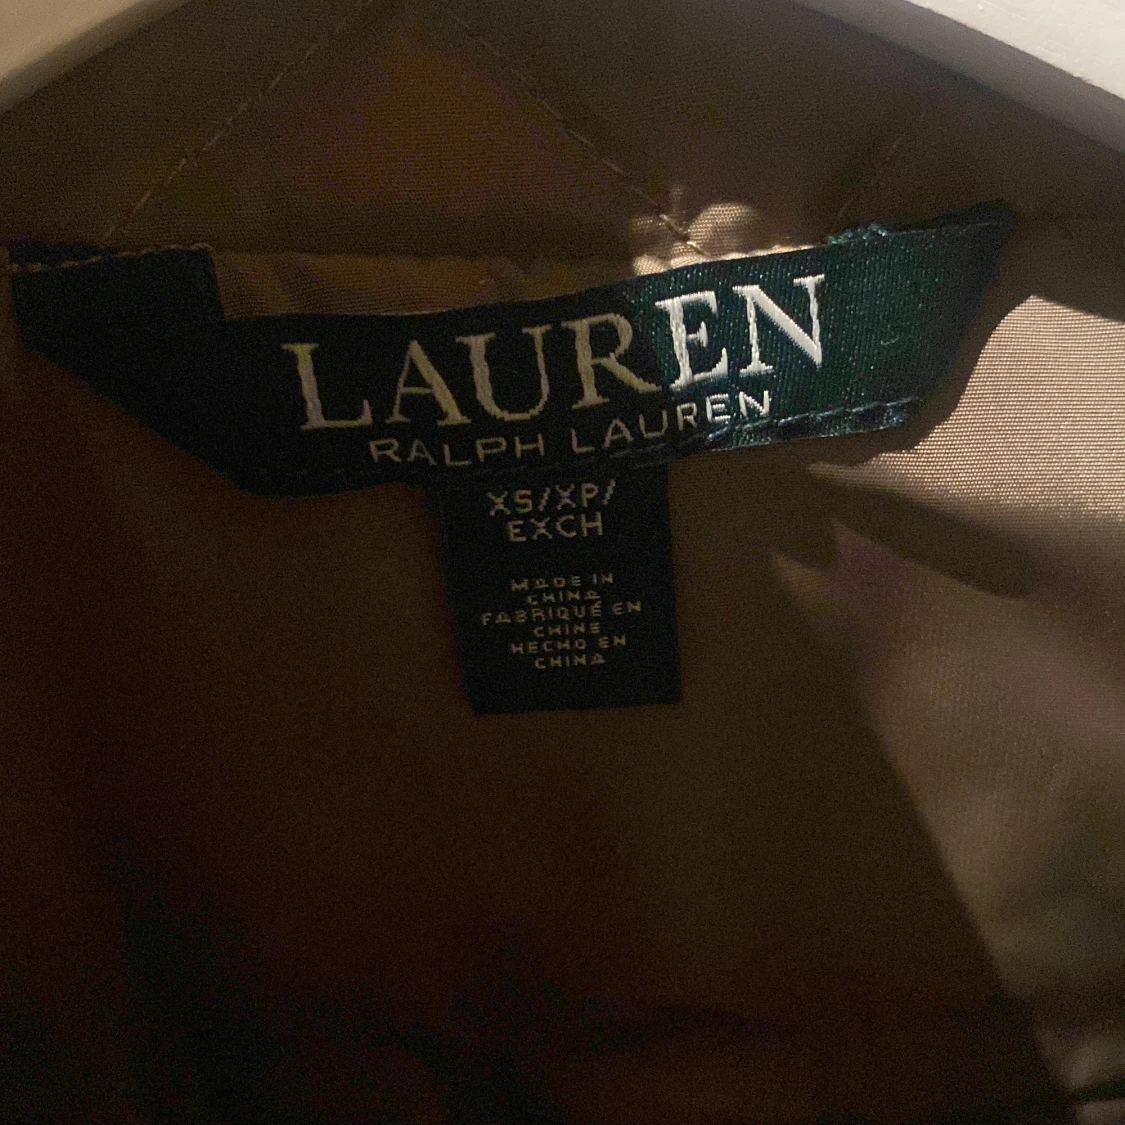 LAUREN
RALPH LAUREN
XS/XP/
EXCH
MADE IN
CHINA
FABRIQUÉ EN
CHINE
HECHO EN
CHINA